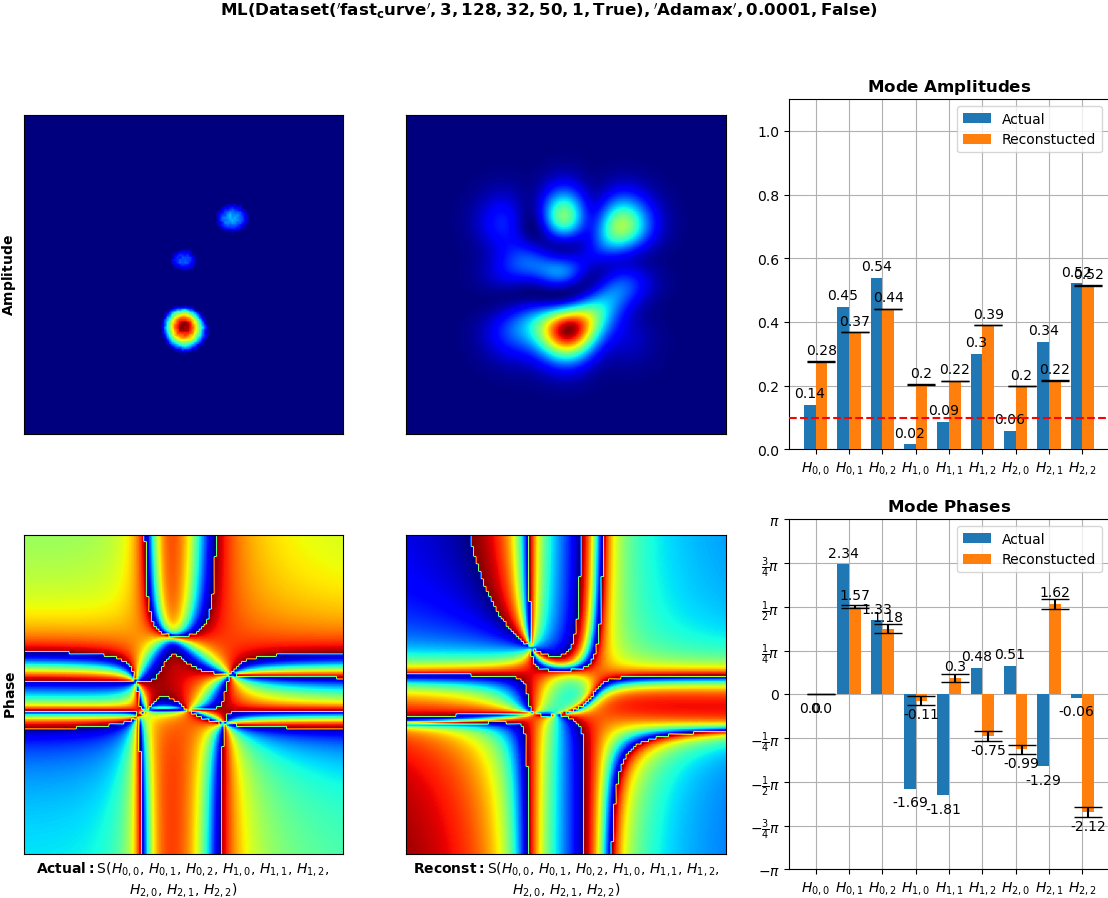 ML(Dataset('fast_curve', 3, 128, 32, 50, 1, True), 'Adamax', 0.0001, False)
Mode Amplitudes
Actual
Reconstucted
1.0
0.8
0.6
0.4
0.2
0.0
0.14
0.28
0.45
0.37
0.54
0.44
0.02
0.2
0.09
0.22
0.3
0.39
0.06
0.2
0.34
0.22
0.52
0.52
H0,0 H0,1 H0,2 H1,0 H1,1 H1,2 H2,0 H2,1 H2,2
Amplitude
Mode Phases
Actual
Reconstucted
π
3/4π
1/2π
1/4π
0
−1/4π
−1/2π
−3/4π
−π
0.0
0.0
2.34
1.57
1.33
1.18
-1.69
-0.11
-1.81
0.3
0.48
-0.75
0.51
-0.99
-1.29
1.62
-0.06
-2.12
H0,0 H0,1 H0,2 H1,0 H1,1 H1,2 H2,0 H2,1 H2,2
Phase
Actual: S(H0,0, H0,1, H0,2, H1,0, H1,1, H1,2,
H2,0, H2,1, H2,2)
Reconst: S(H0,0, H0,1, H0,2, H1,0, H1,1, H1,2,
H2,0, H2,1, H2,2)